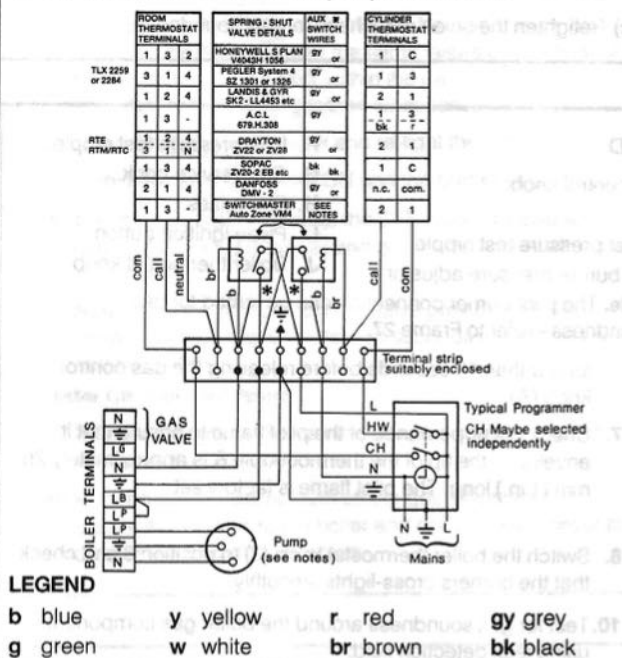 ROOM THERMOSTAT TERMINALS
SPRING - SHUT VALVE DETAILS
AUX SWITCH WIRES
CYLINDER THERMOSTAT TERMINALS
1 3 2 HONEYWELL S PLAN V4043H 1056 gy or 1 C
TLX 2259 or 2284
3 1 4 PEGLER System 4 SZ 1301 or 1326 gy or 1 3
1 2 4 LANDIS & GYR SK2 - LL4453 etc gy or 2 1
1 3 - A.C.L 679.H.308 gy 1 3
bk -
RTE RTM/RTC
1 2 4 DRAYTON ZV22 or ZV28 gy or 2
3 1 N
1 3 SOPAC ZV20-2 EB etc bk bk 1 C
2 1 4 DANFOSS DMV - 2 gy or n.c. com.
1 3 SWITCHMASTER Auto Zone VM4 SEE NOTES 2 1
com
call
neutral
br
b
*
*
b
br
call
com
Terminal strip suitably enclosed
L
HW
CH
N
Typical Programmer
CH Maybe selected independently
N
L
Mains
BOILER TERMINALS
N
LG
N
LB
LP
LP
N
GAS VALVE
Pump
(see notes)
LEGEND
b blue y yellow r red gy grey
g green w white br brown bk black